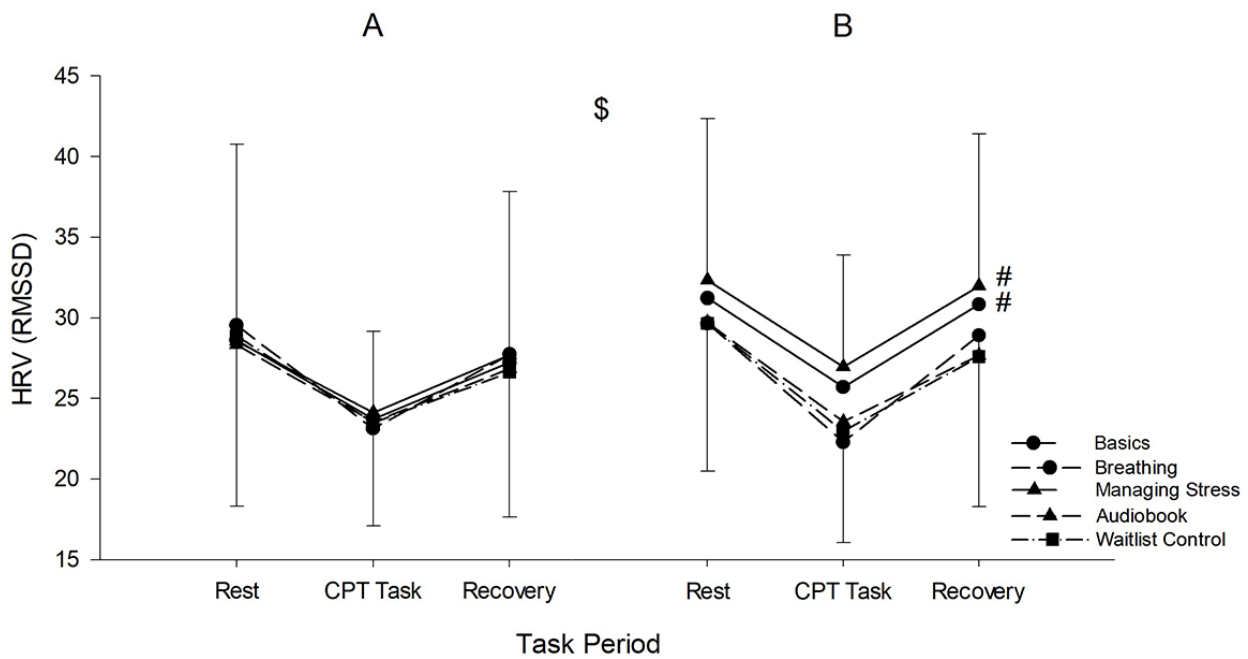 A
B
HRV (RMSSD)
45
40
35
30
25
20
15
$
#
#
Rest
CPT Task
Recovery
Rest
CPT Task
Recovery
Task Period
Basics
Breathing
Managing Stress
Audiobook
Waitlist Control